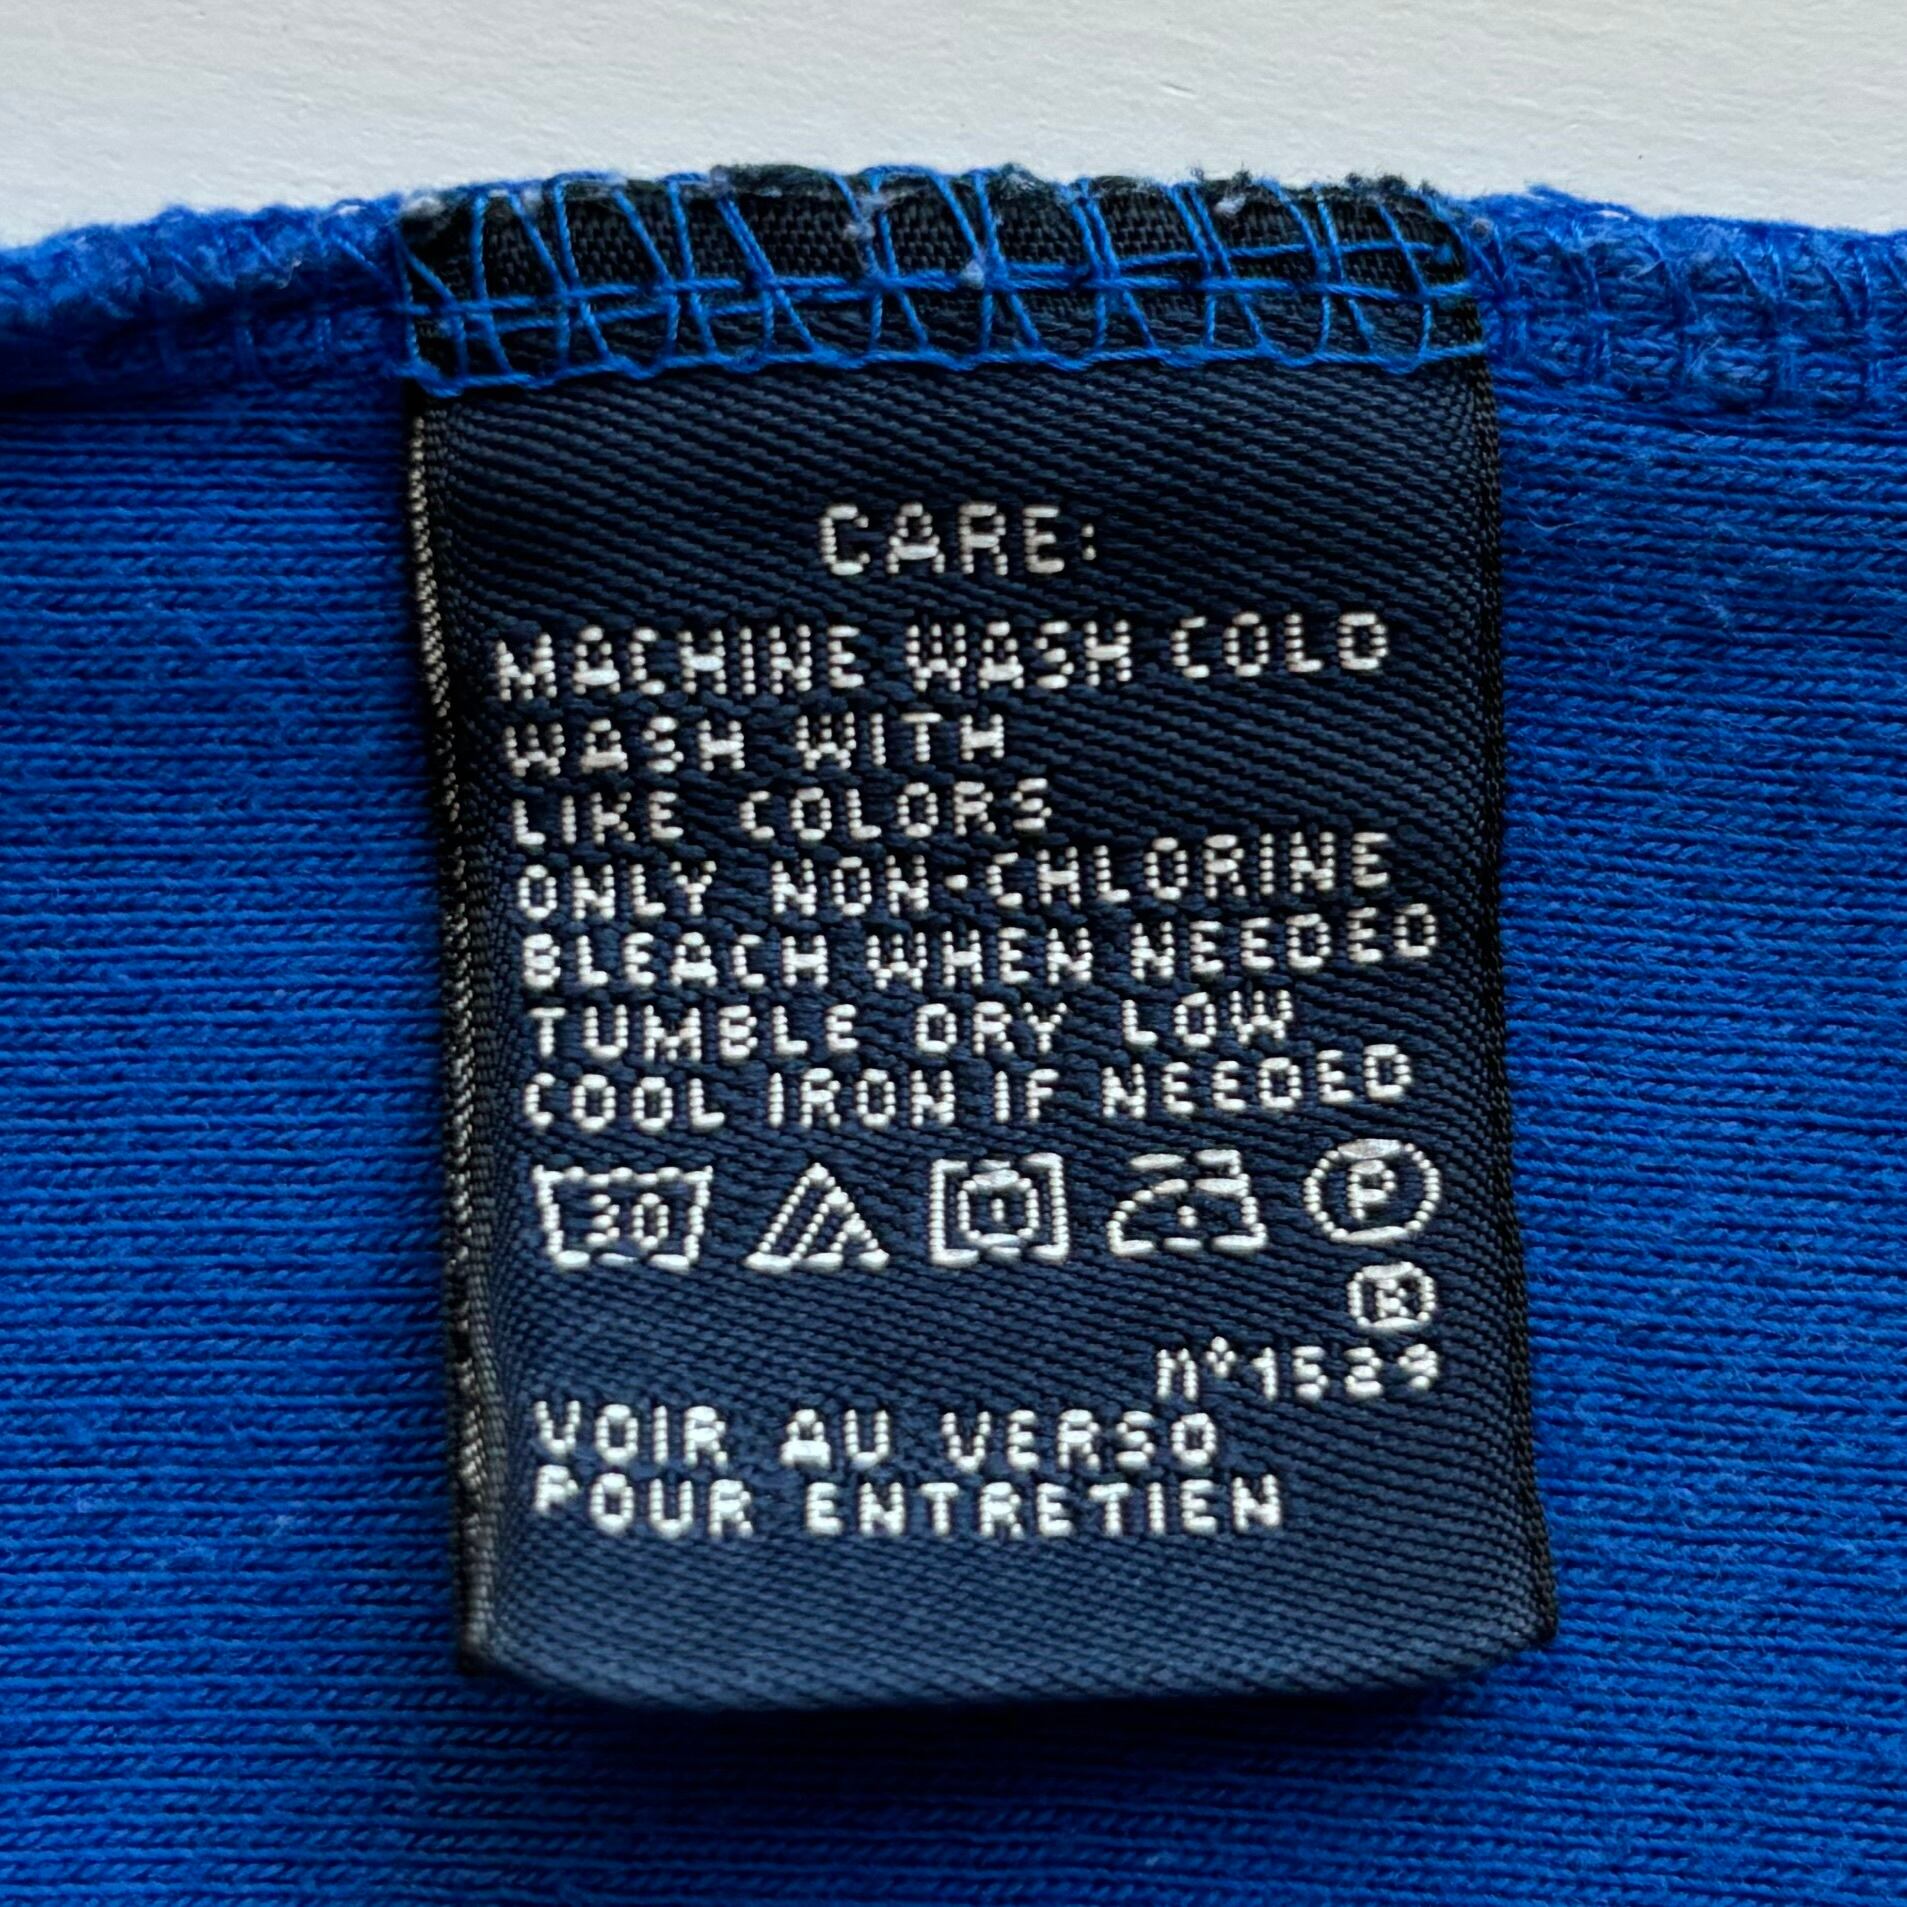 CARE:
MACHINE WASH COLD
WASH WITH
LIKE COLORS
ONLY NON-CHLORINE
BLEACH WHEN NEEDED
TUMBLE DRY LOW
COOL IRON IF NEEDED
30 P
®
n°1529
VOIR AU VERSO
POUR ENTRETIEN